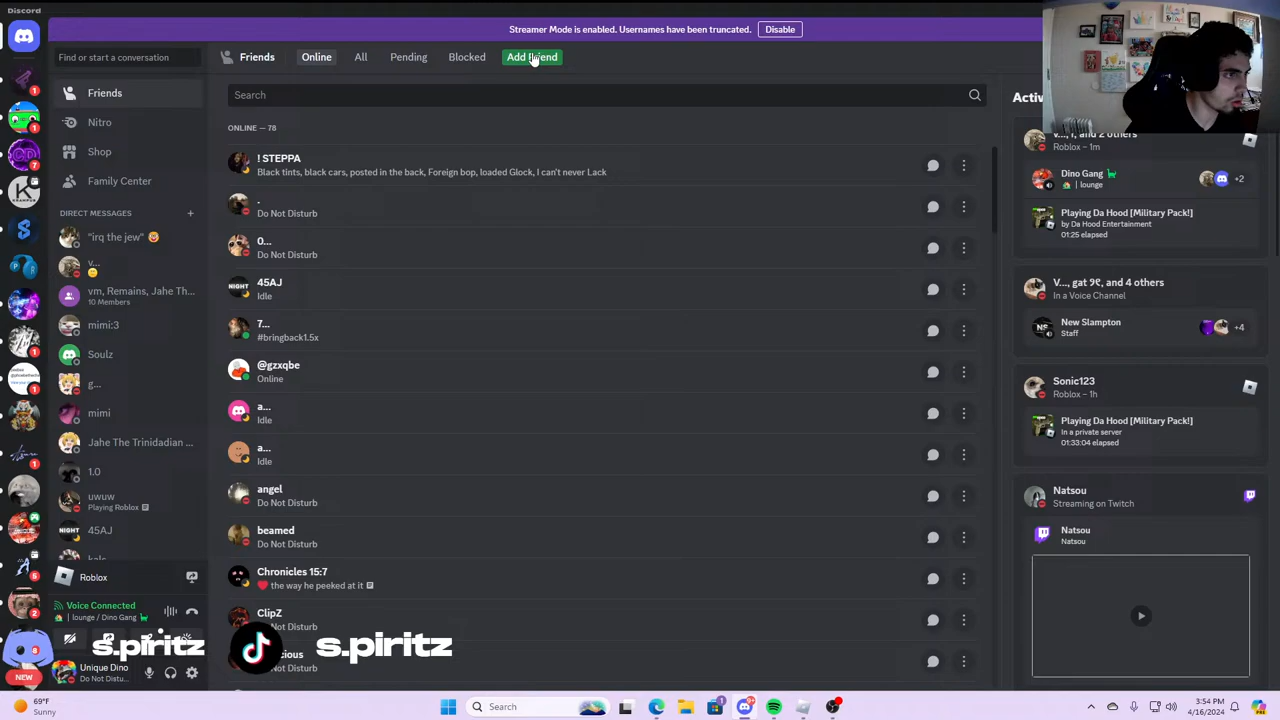 Discord
Streamer Mode is enabled. Usernames have been truncated. Disable
Find or start a conversation
Friends Online All Pending Blocked Add Friend
Friends
Nitro
Shop
Family Center
DIRECT MESSAGES +
"irq the jew"
v...
vm, Remains, Jahe Th...
10 Members
mimi:3
Soulz
g...
mimi
Jahe The Trinidadian ...
1.0
uwuw
Playing Roblox
45AJ
Roblox
Voice Connected
lounge / Dino Gang
Unique Dino
Do Not Distu...
NEW
Search
ONLINE — 78
! STEPPA
Black tints, black cars, posted in the back, Foreign bop, loaded Glock, I can't never Lack
.
Do Not Disturb
0...
Do Not Disturb
45AJ
Idle
7...
#bringback1.5x
@gzxqbe
Online
a...
Idle
a...
Idle
angel
Do Not Disturb
beamed
Do Not Disturb
Chronicles 15:7
the way he peeked at it
ClipZ
Do Not Disturb
Do Not Disturb
s.piritz
s.piritz
Roblox – 1m
Dino Gang
lounge
+2
Playing Da Hood [Military Pack!]
by Da Hood Entertainment
01:25 elapsed
V..., gat 9€, and 4 others
In a Voice Channel
New Slampton
Staff
+4
Sonic123
Roblox – 1h
Playing Da Hood [Military Pack!]
In a private server
01:33:04 elapsed
Natsou
Streaming on Twitch
Natsou
Natsou
69°F
Sunny
Search
3:54 PM
4/16/2024